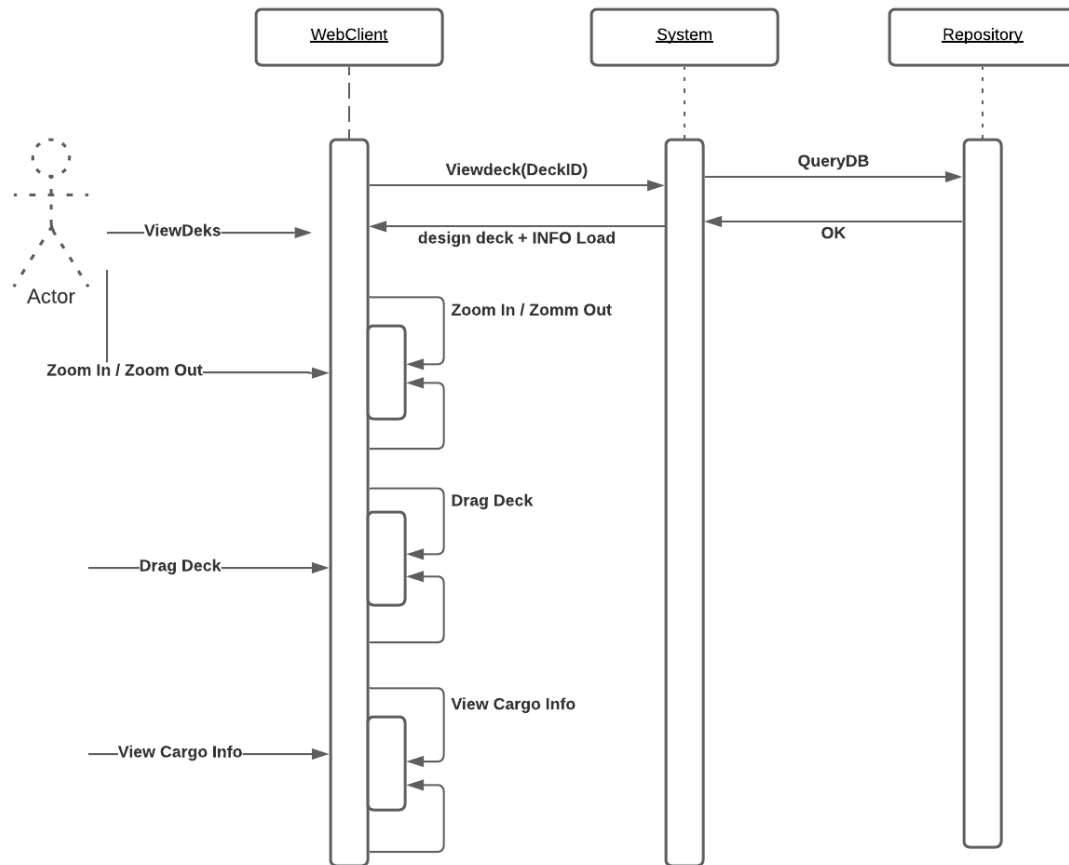 WebClient
System
Repository
Viewdeck(DeckID)
QueryDB
ViewDeks
design deck + INFO Load
OK
Actor
Zoom In / Zomm Out
Zoom In / Zoom Out
Drag Deck
Drag Deck
View Cargo Info
View Cargo Info